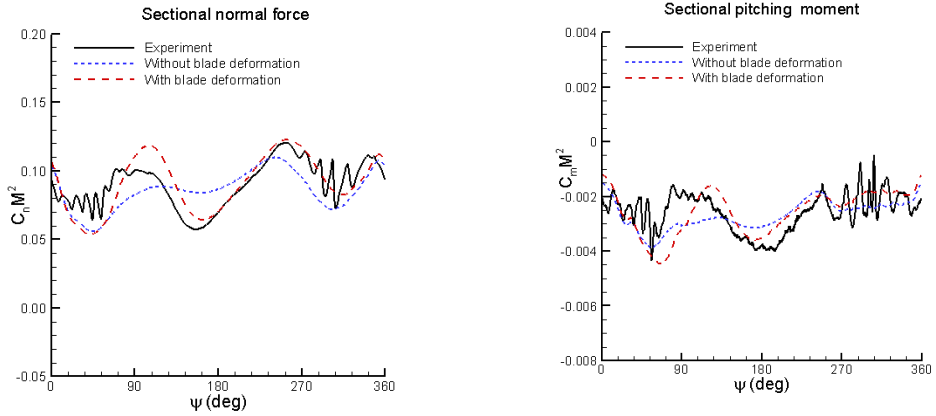 Sectional normal force
0.20
0.15
0.10
0.05
0.00
-0.05
CnM²
Experiment
Without blade deformation
With blade deformation
0
90
180
270
360
ψ (deg)
Sectional pitching moment
0.004
0.002
0
-0.002
-0.004
-0.006
-0.008
CmM²
Experiment
Without blade deformation
With blade deformation
0
90
180
270
360
ψ (deg)